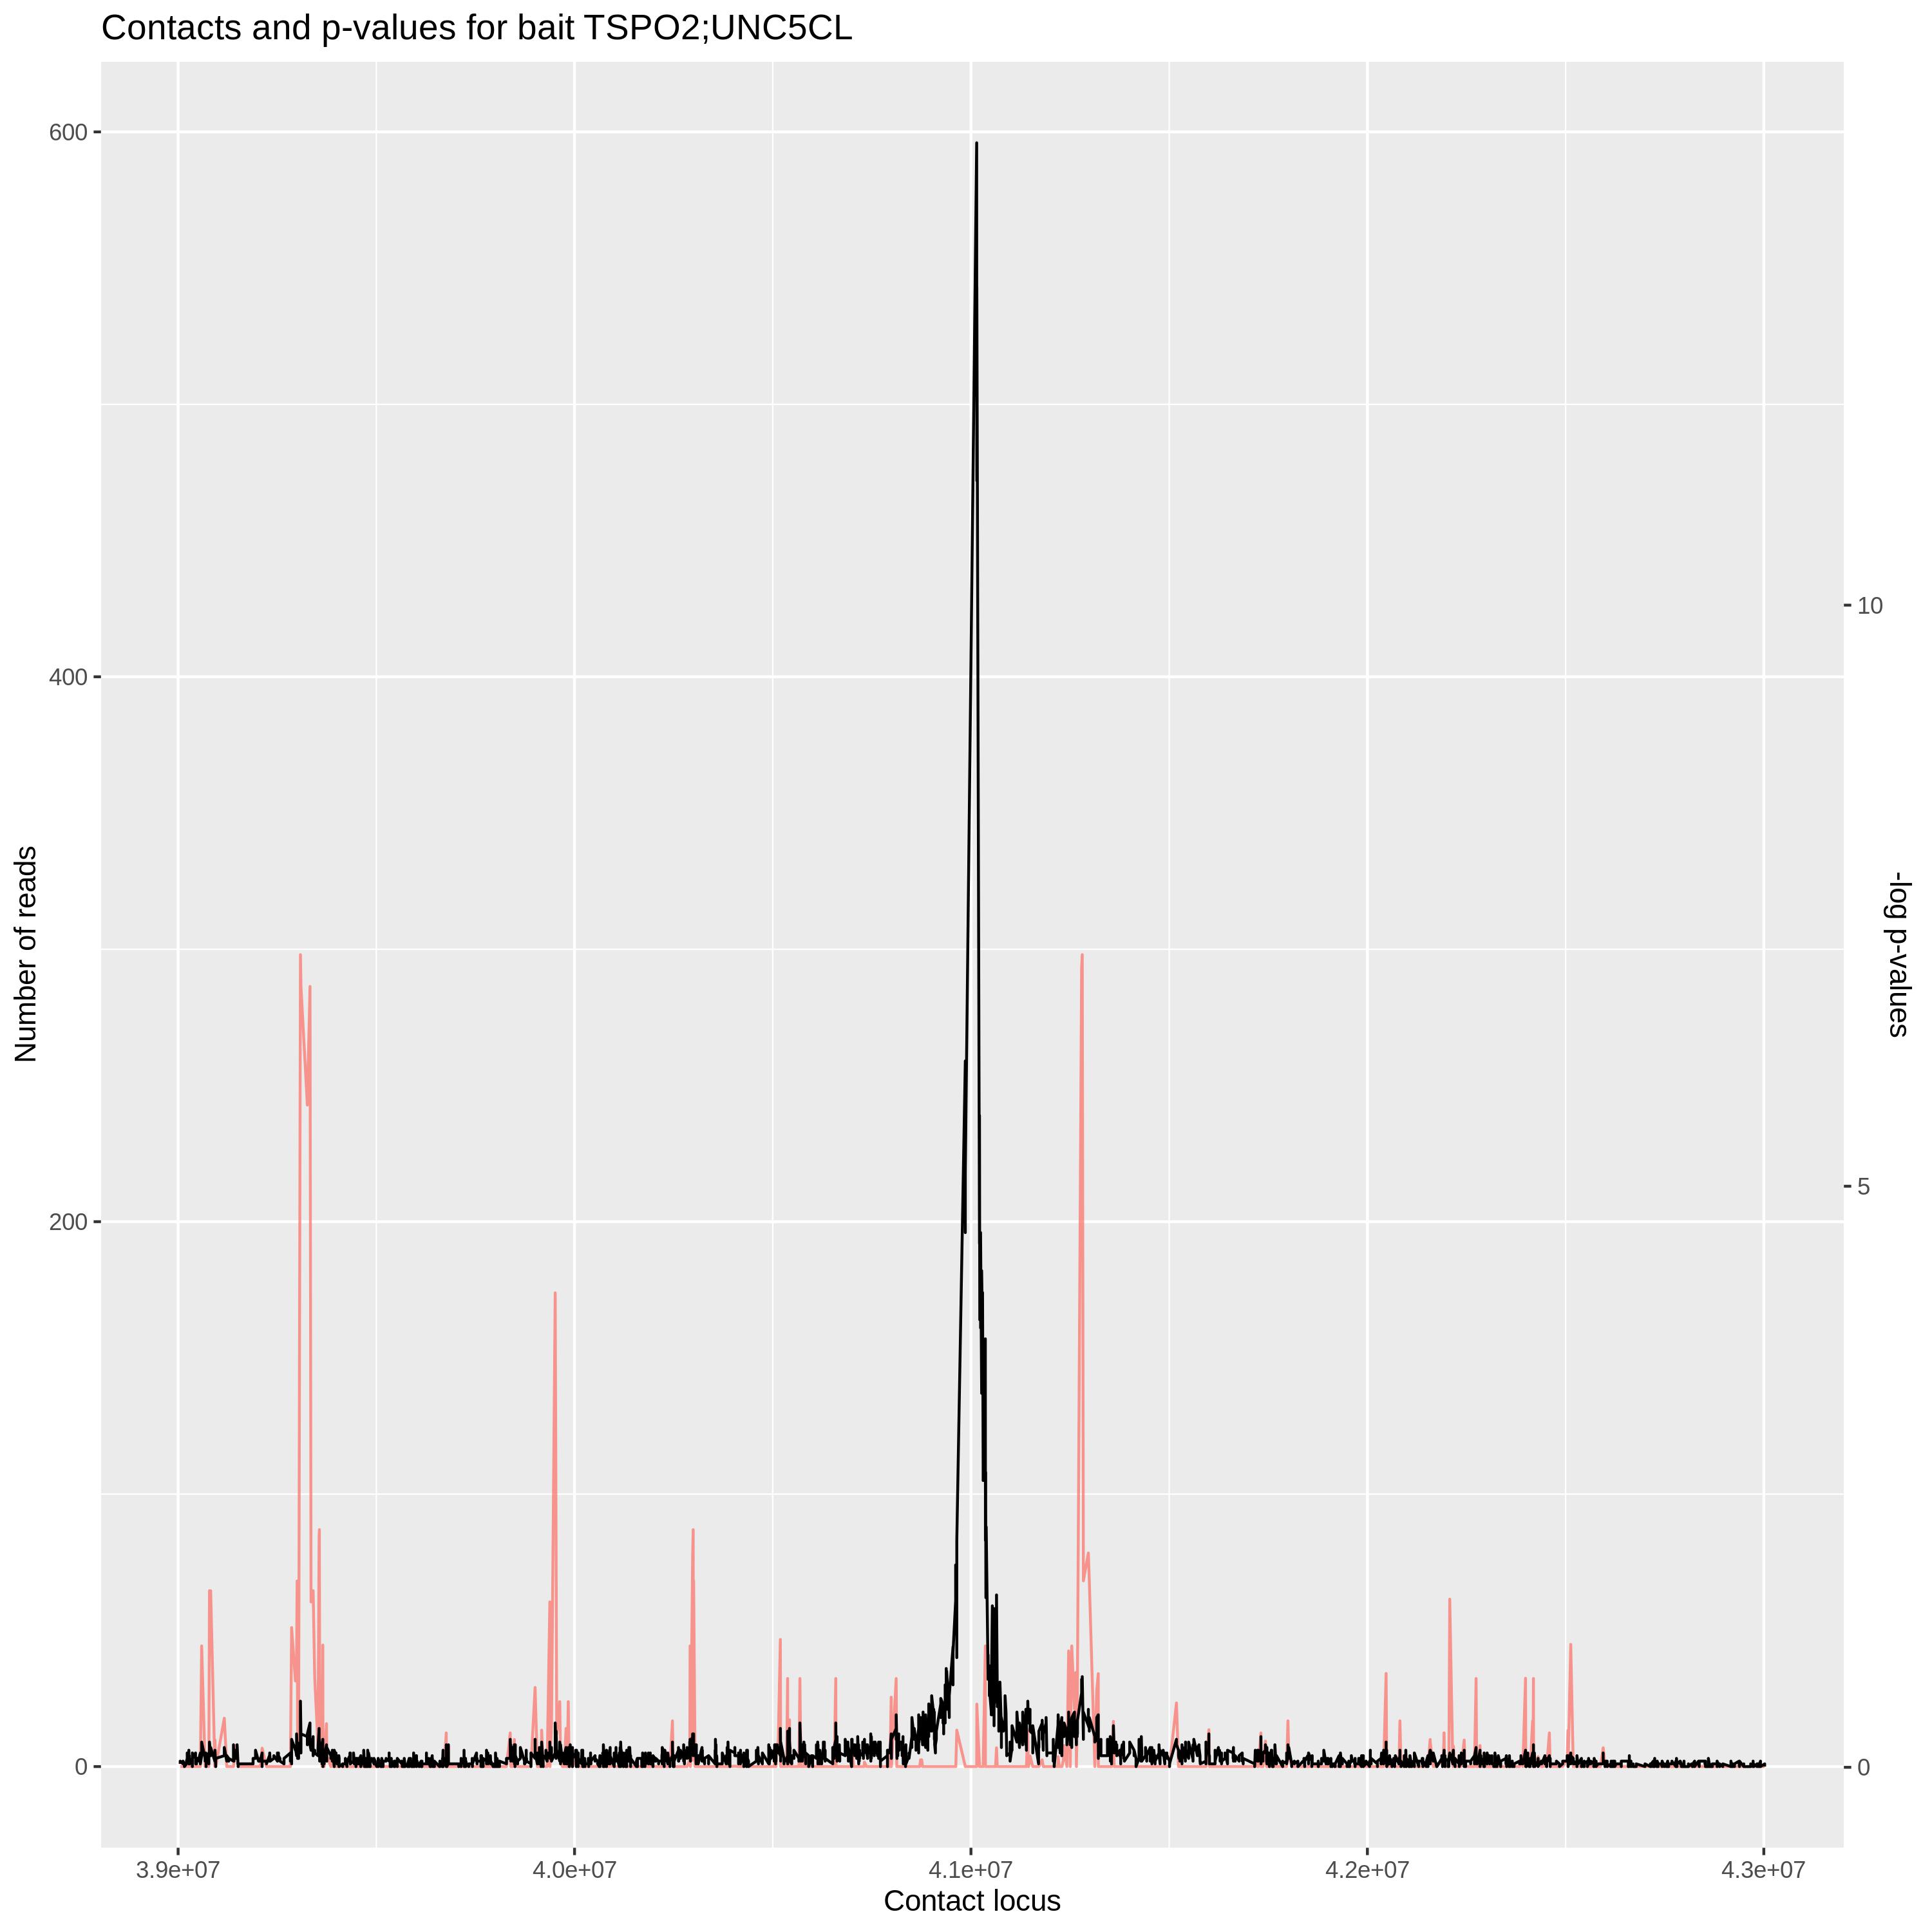 Contacts and p-values for bait TSPO2;UNC5CL
600
400
200
0
Number of reads
10
5
0
-log p-values
3.9e+07 4.0e+07 4.1e+07 4.2e+07 4.3e+07
Contact locus